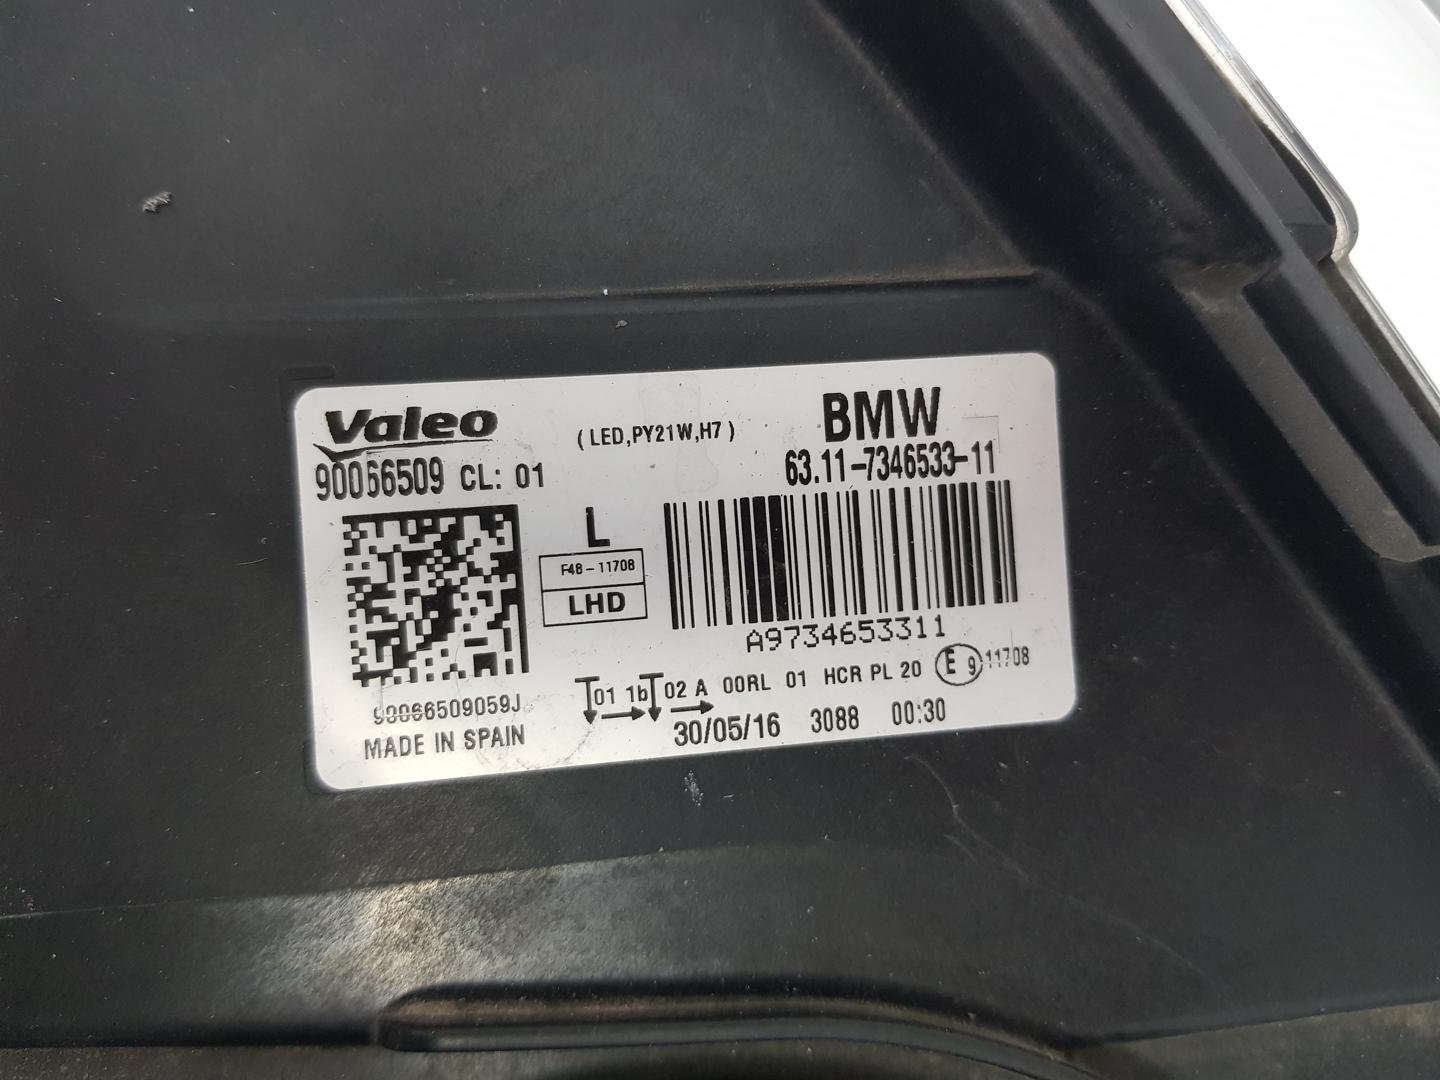 Valeo
90066509 CL: 01
(LED,PY21W,H7)
BMW
63.11-7346533-11
L
F48-11708
LHD
A9734653311
90066509059J
MADE IN SPAIN
01 1b 02 A 00RL 01 HCR PL 20 E9 11708
30/05/16 3088 00:30